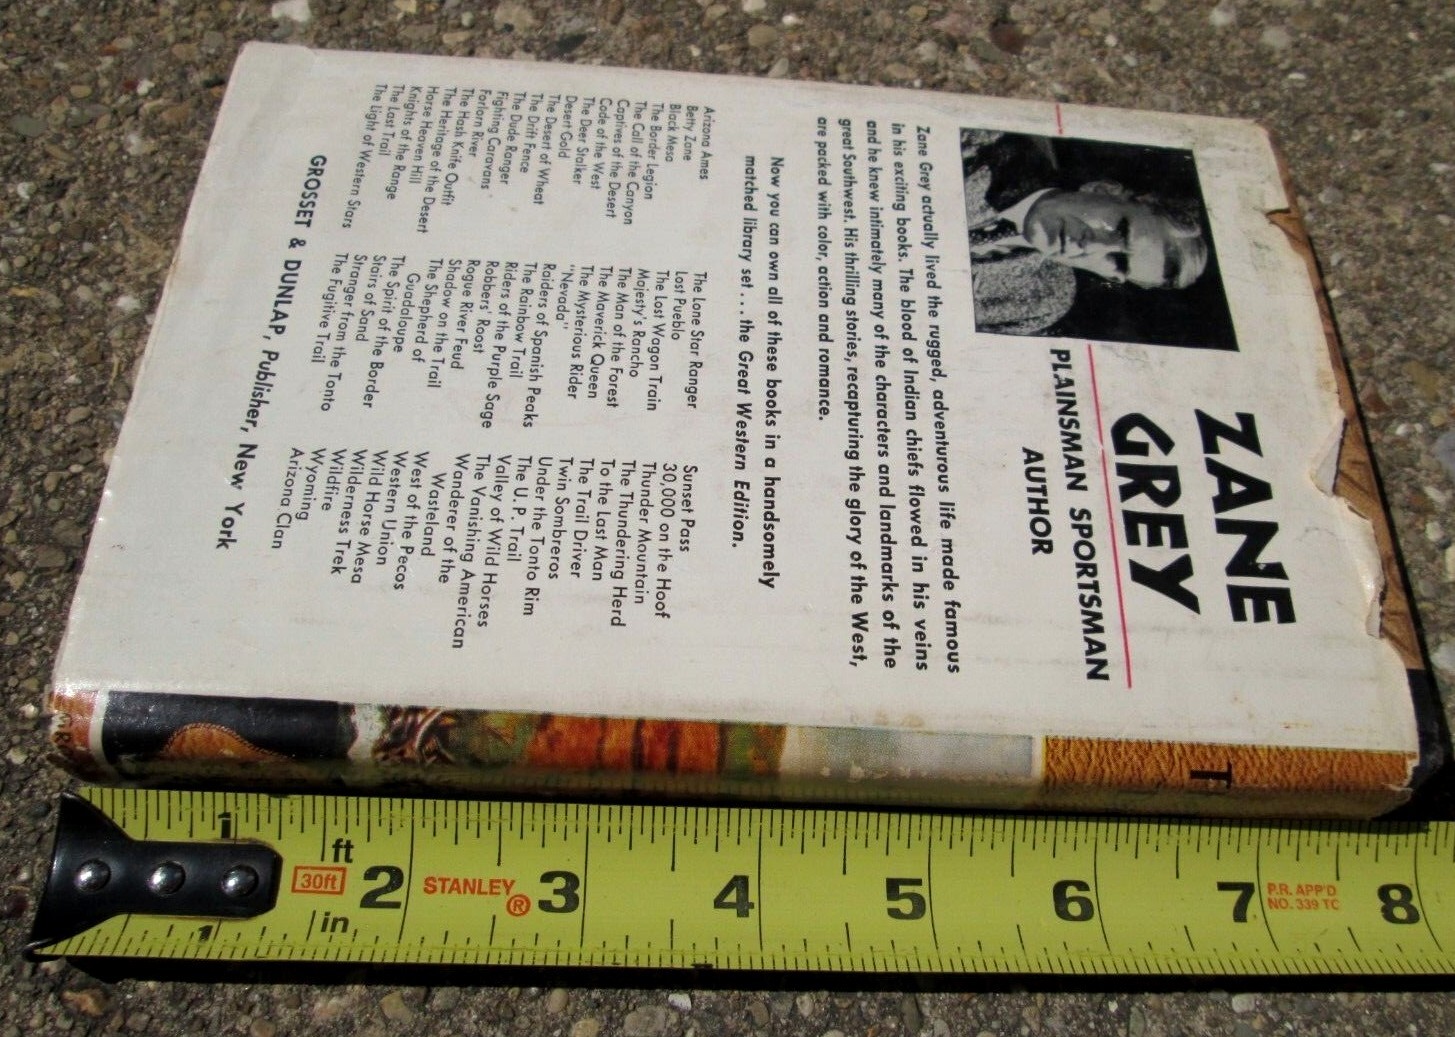 ZANE
GREY
PLAINSMAN SPORTSMAN
AUTHOR
Zane Grey actually lived the rugged, adventurous life made famous
in his exciting books. The blood of Indian chiefs flowed in his veins
and he knew intimately many of the characters and landmarks of the
great Southwest. His thrilling stories, recapturing the glory of the West,
are packed with color, action and romance.
Now you can own all of these books in a handsomely
matched library set . . . the Great Western Edition.
Arizona Ames
Betty Zane
Black Mesa
The Border Legion
The Call of the Canyon
Captives of the Desert
Code of the West
The Deer Stalker
Desert Gold
The Desert of Wheat
The Drift Fence
The Dude Ranger
Fighting Caravans
Forlorn River
The Hash Knife Outfit
The Heritage of the Desert
Horse Heaven Hill
Knights of the Range
The Last Trail
The Light of Western Stars
The Lone Star Ranger
Lost Pueblo
The Lost Wagon Train
Majesty's Rancho
The Man of the Forest
The Maverick Queen
The Mysterious Rider
"Nevada"
Raiders of Spanish Peaks
The Rainbow Trail
Riders of the Purple Sage
Robbers' Roost
Rogue River Feud
Shadow on the Trail
The Shepherd of
Guadaloupe
The Spirit of the Border
Stairs of Sand
Stranger from the Tonto
The Fugitive Trail
Sunset Pass
30,000 on the Hoof
Thunder Mountain
The Thundering Herd
To the Last Man
The Trail Driver
Twin Sombreros
Under the Tonto Rim
The U. P. Trail
Valley of Wild Horses
The Vanishing American
Wanderer of the
Wasteland
West of the Pecos
Western Union
Wild Horse Mesa
Wilderness Trek
Wildfire
Wyoming
Arizona Clan
GROSSET & DUNLAP, Publisher, New York
T
1 ft
30ft 2 STANLEY® 3 4 5 6 7 P.R. APP'D 8
NO. 339 TC
1 in